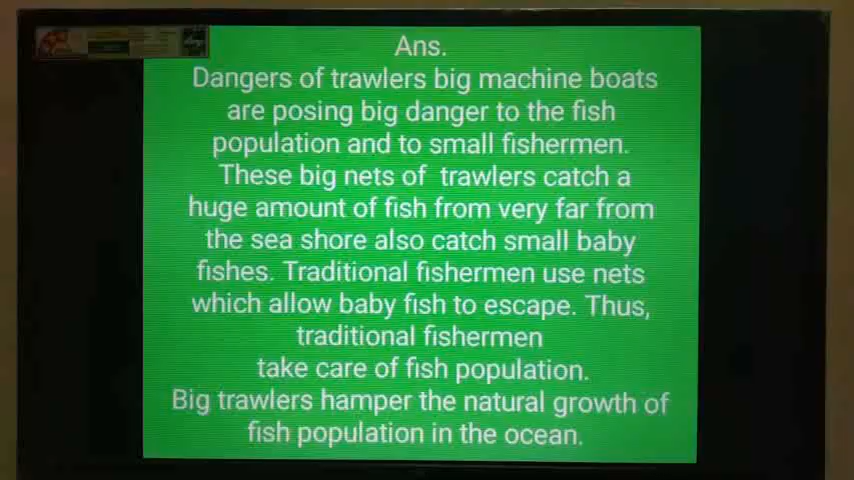 Ans.
Dangers of trawlers big machine boats
are posing big danger to the fish
population and to small fishermen.
These big nets of trawlers catch a
huge amount of fish from very far from
the sea shore also catch small baby
fishes. Traditional fishermen use nets
which allow baby fish to escape. Thus,
traditional fishermen
take care of fish population.
Big trawlers hamper the natural growth of
fish population in the ocean.